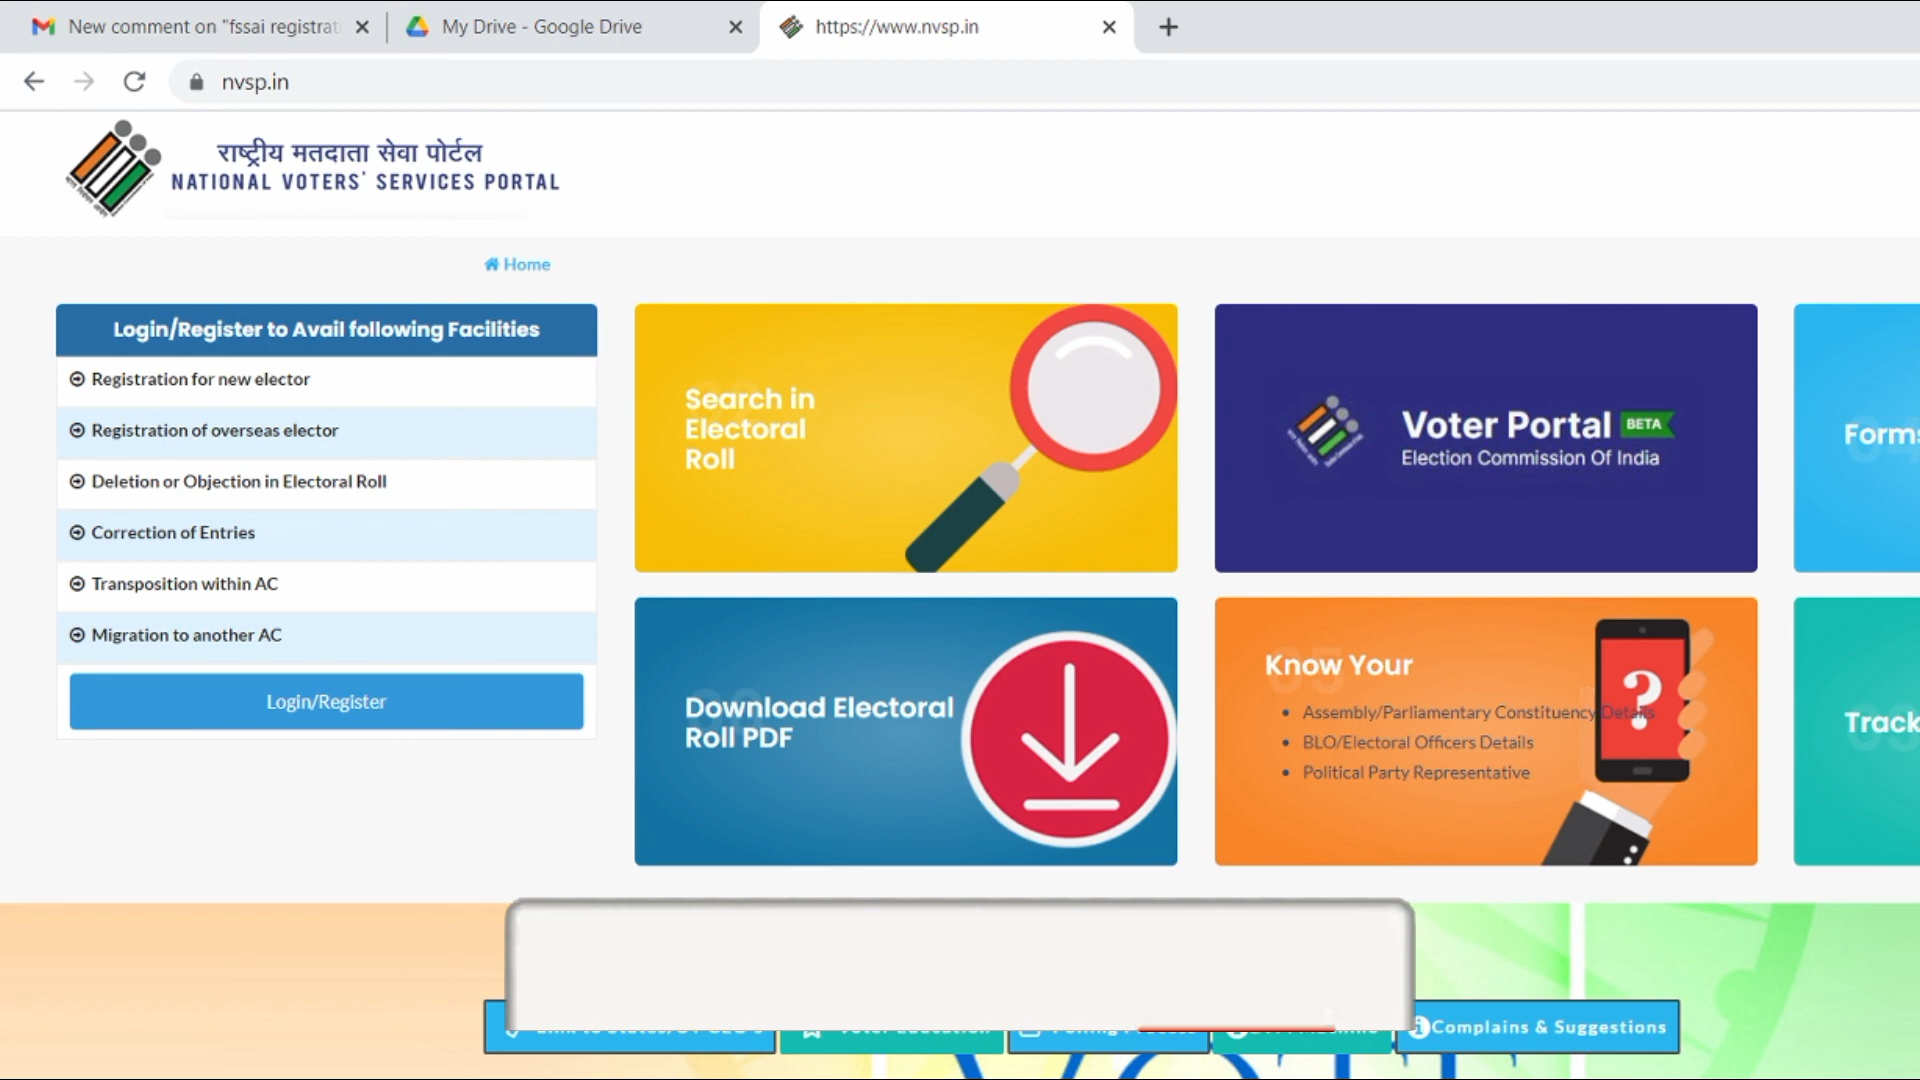 New comment on "fssai registrat
My Drive - Google Drive
https://www.nvsp.in
nvsp.in
राष्ट्रीय मतदाता सेवा पोर्टल
NATIONAL VOTERS' SERVICES PORTAL
Home
Login/Register to Avail following Facilities
Registration for new elector
Registration of overseas elector
Deletion or Objection in Electoral Roll
Correction of Entries
Transposition within AC
Migration to another AC
Login/Register
Search in
Electoral
Roll
Voter Portal BETA
Election Commission Of India
Forms
Download Electoral
Roll PDF
Know Your
• Assembly/Parliamentary Constituency Details
• BLO/Electoral Officers Details
• Political Party Representative
Track
Complains & Suggestions